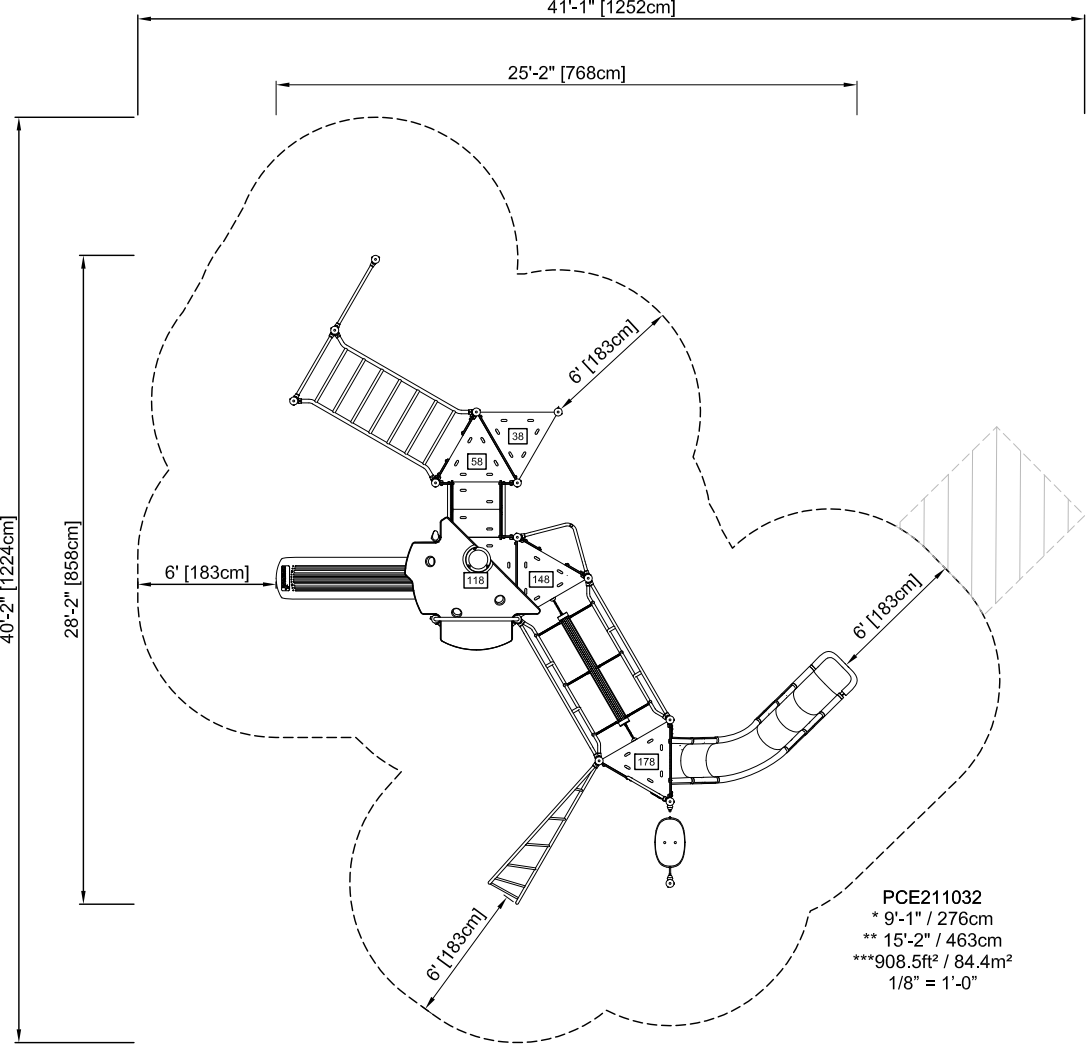 41'-1" [1252cm]
25'-2" [768cm]
6' [183cm]
38
58
40'-2" [1224cm]
28'-2" [858cm]
6' [183cm]
118
148
6' [183cm]
178
6' [183cm]
PCE211032
* 9'-1" / 276cm
** 15'-2" / 463cm
***908.5ft² / 84.4m²
1/8" = 1'-0"